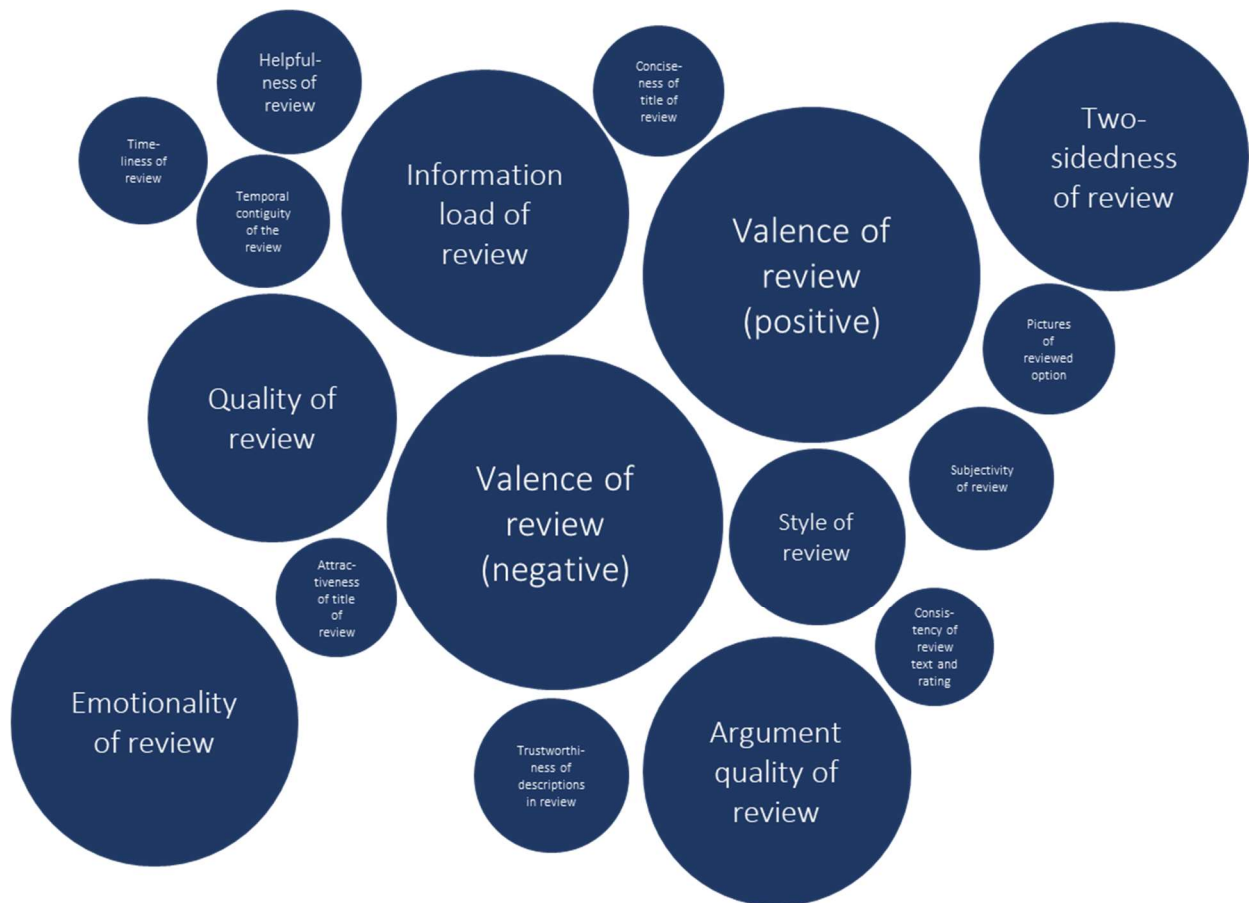 Helpful-
ness of
review
Concise-
ness of
title of
review
Time-
liness of
review
Temporal
contiguity
of the
review
Information
load of
review
Valence of
review
(positive)
Two-
sidedness
of review
Pictures
of
reviewed
option
Quality of
review
Valence of
review
(negative)
Style of
review
Subjectivity
of review
Attrac-
tiveness
of title
of
review
Consis-
tency of
review
text and
rating
Emotionality
of review
Trustworthi-
ness of
descriptions
in review
Argument
quality of
review